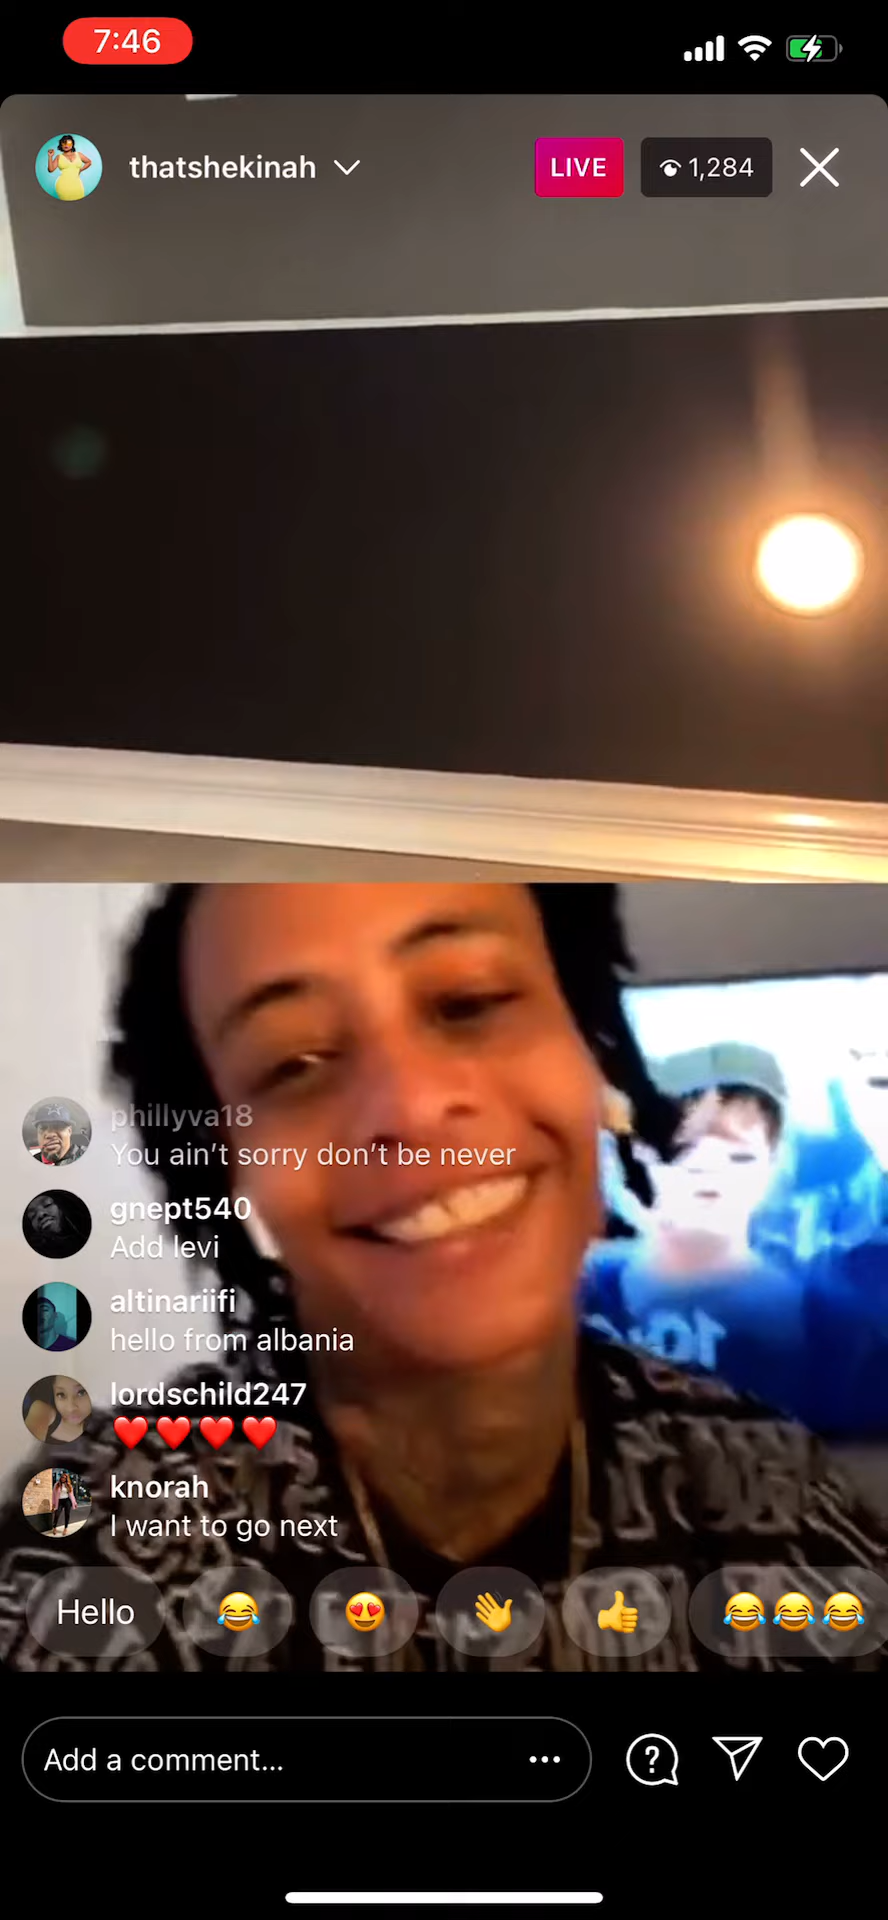 7:46
thatshekinah
LIVE
1,284
phillyva18
You ain't sorry don't be never
gnept540
Add levi
altinariifi
hello from albania
lordschild247
❤️❤️❤️❤️
knorah
I want to go next
Hello 😂 😍 👋 👍 😂😂😂
Add a comment...